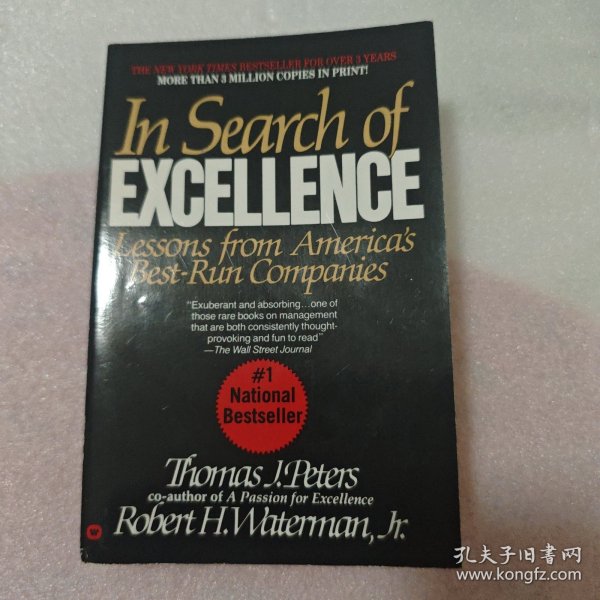 THE NEW YORK TIMES BESTSELLER FOR OVER 3 YEARS
MORE THAN 3 MILLION COPIES IN PRINT!
In Search of
EXCELLENCE
Lessons from America's
Best-Run Companies
"Exuberant and absorbing...one of
those rare books on management
that are both consistently thought-
provoking and fun to read"
—The Wall Street Journal
#1
National
Bestseller
Thomas J. Peters
co-author of A Passion for Excellence
Robert H. Waterman, Jr.
W
孔夫子旧书网
www.kongfz.com